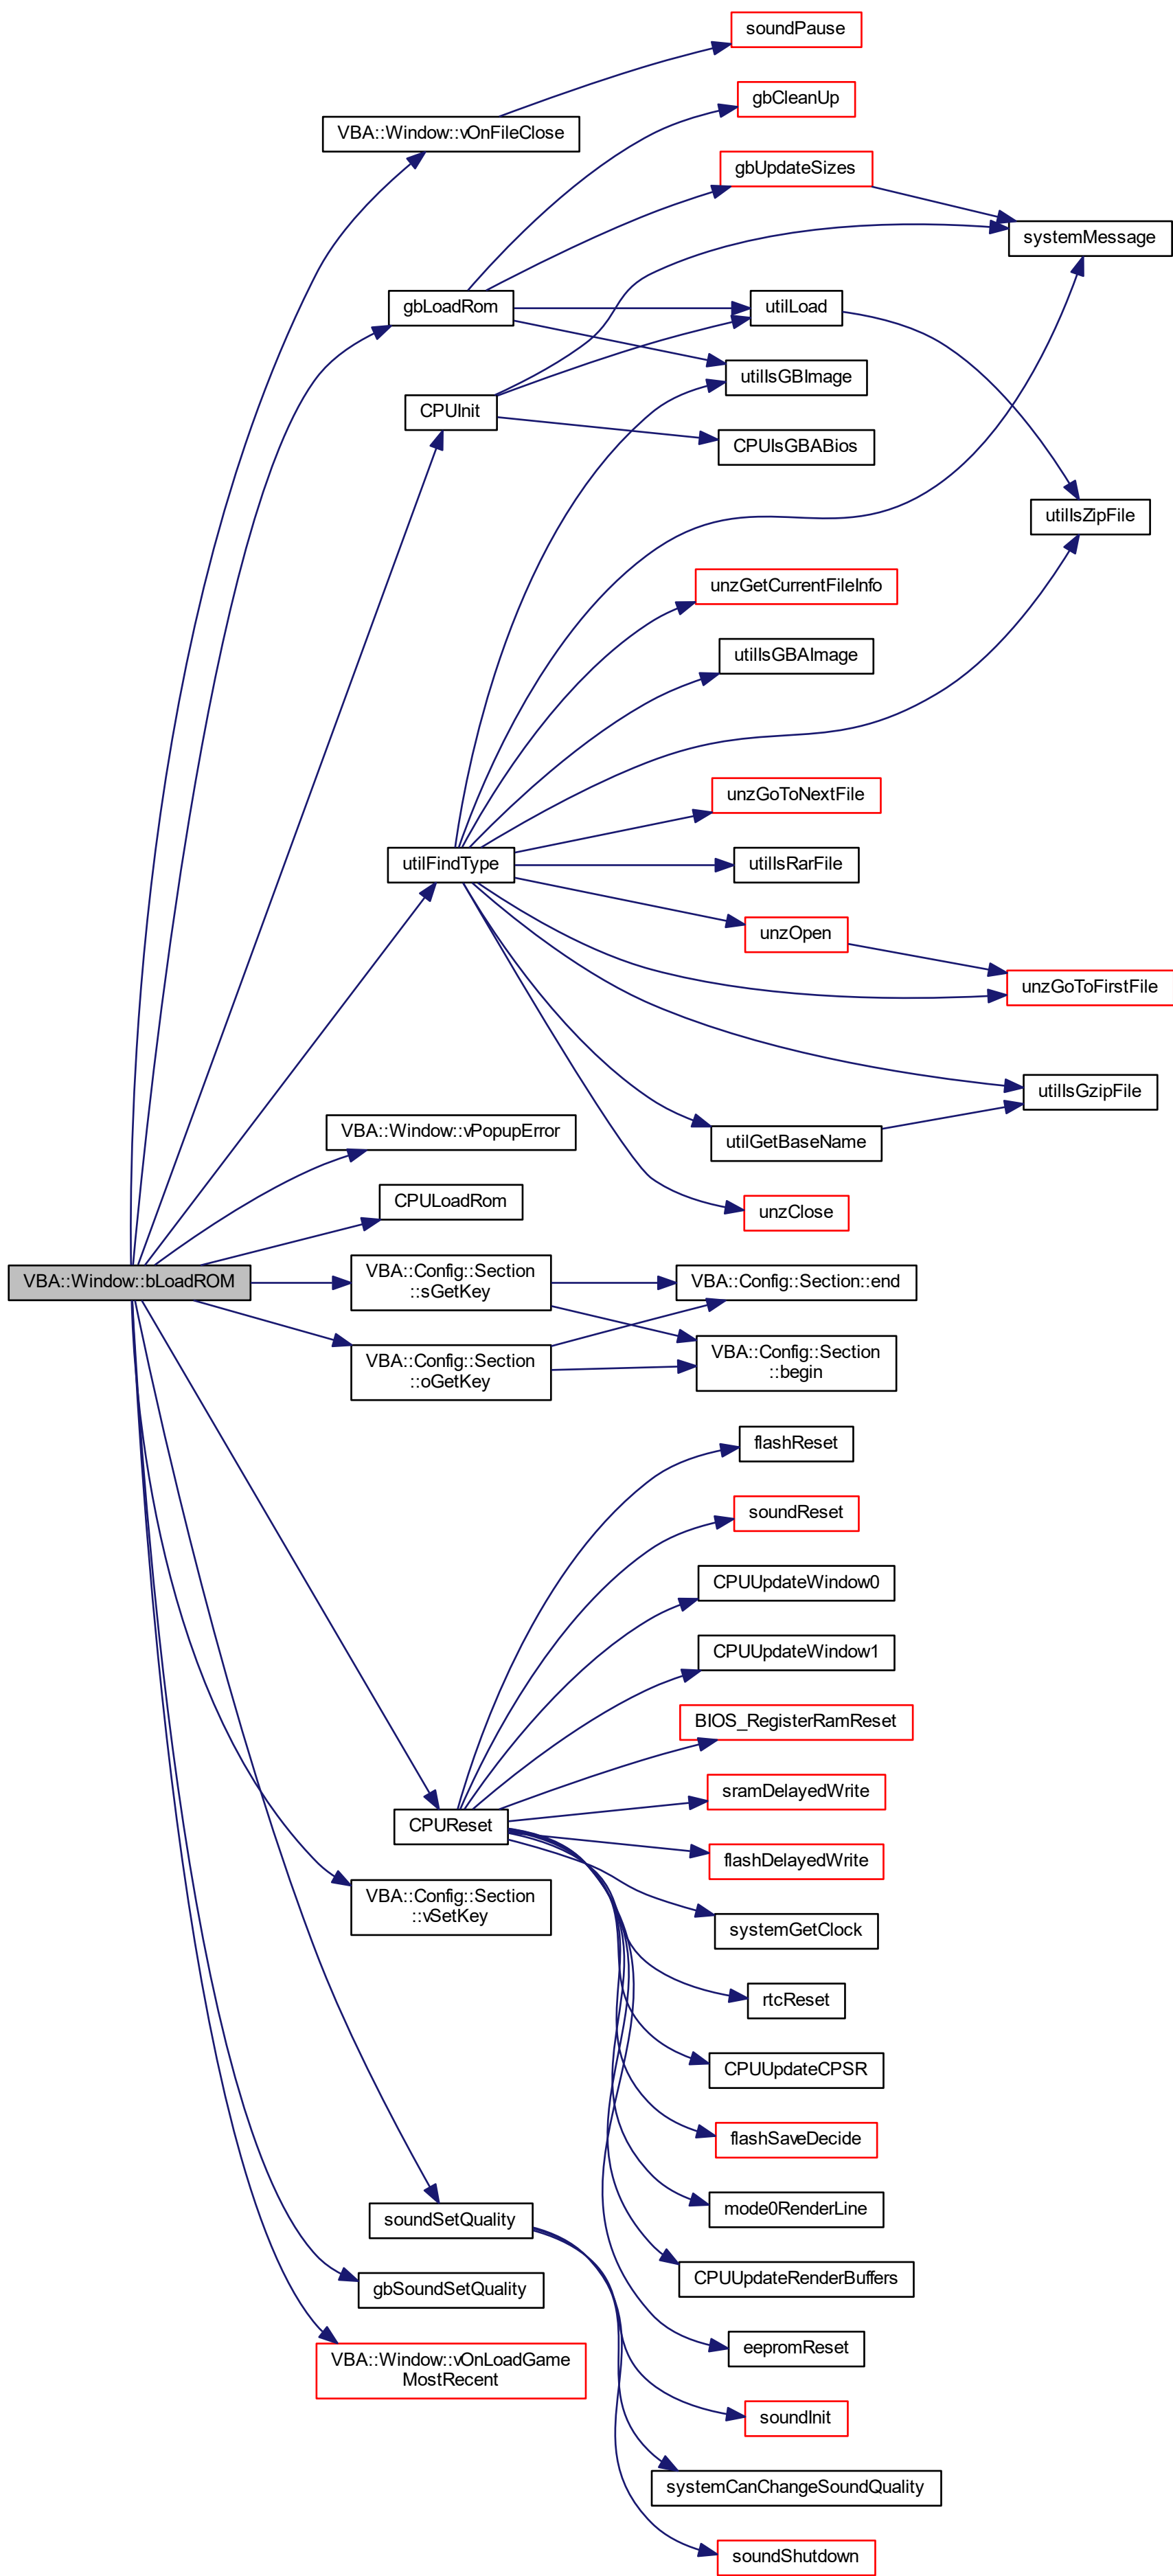 soundPause
gbCleanUp
VBA::Window::vOnFileClose
gbUpdateSizes
systemMessage
gbLoadRom
utilLoad
utilIsGBImage
CPUInit
CPUIsGBABios
utilIsZipFile
unzGetCurrentFileInfo
utilIsGBAImage
unzGoToNextFile
utilFindType
utilIsRarFile
unzOpen
unzGoToFirstFile
utilIsGzipFile
VBA::Window::vPopupError
utilGetBaseName
CPULoadRom
unzClose
VBA::Window::bLoadROM
VBA::Config::Section
::sGetKey
VBA::Config::Section::end
VBA::Config::Section
::oGetKey
VBA::Config::Section
::begin
flashReset
soundReset
CPUUpdateWindow0
CPUUpdateWindow1
BIOS_RegisterRamReset
sramDelayedWrite
CPUReset
flashDelayedWrite
VBA::Config::Section
::vSetKey
systemGetClock
rtcReset
CPUUpdateCPSR
flashSaveDecide
mode0RenderLine
soundSetQuality
CPUUpdateRenderBuffers
gbSoundSetQuality
eepromReset
VBA::Window::vOnLoadGame
MostRecent
soundInit
systemCanChangeSoundQuality
soundShutdown